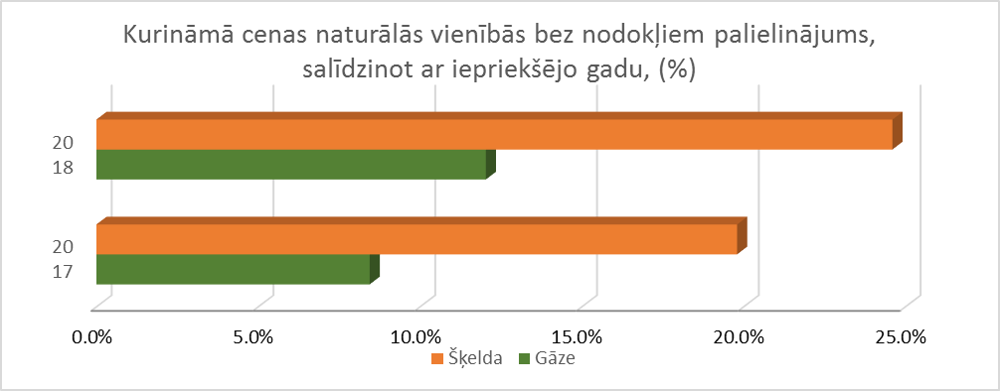 Kurināmā cenas naturālās vienībās bez nodokļiem palielinājums,
salīdzinot ar iepriekšējo gadu, (%)
20
18
20
17
0.0% 5.0% 10.0% 15.0% 20.0% 25.0%
Šķelda Gāze